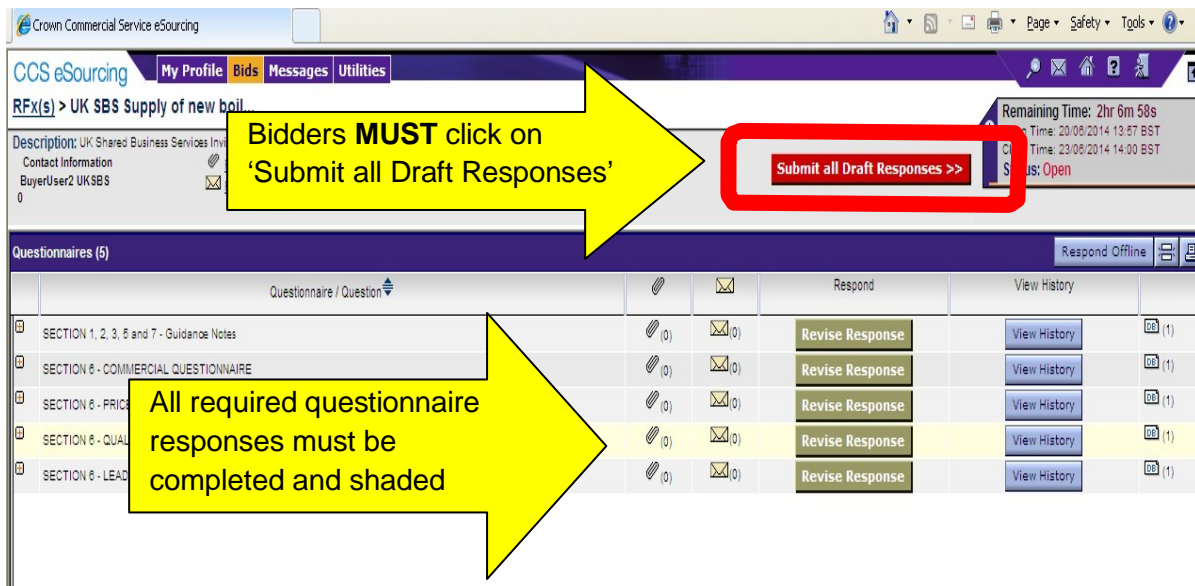 Crown Commercial Service eSourcing
Page Safety Tools
CCS eSourcing My Profile Bids Messages Utilities
RFx(s) > UK SBS Supply of new boil...
Remaining Time: 2hr 6m 58s
Time: 20/06/2014 13:57 BST
Time: 23/06/2014 14:00 BST
Open
Description: UK Shared Business Services Invi
Contact Information
BuyerUser2 UKSBS
0
Bidders MUST click on
‘Submit all Draft Responses’
Submit all Draft Responses >>
Questionnaires (5)
Respond Offline
Questionnaire / Question Respond View History
SECTION 1, 2, 3, 5 and 7 - Guidance Notes (0) (0) Revise Response View History DB (1)
SECTION 6 - COMMERCIAL QUESTIONNAIRE (0) (0) Revise Response View History DB (1)
SECTION 6 - PRICE (0) (0) Revise Response View History DB (1)
SECTION 6 - QUAL (0) (0) Revise Response View History DB (1)
SECTION 6 - LEAD (0) (0) Revise Response View History DB (1)
All required questionnaire
responses must be
completed and shaded